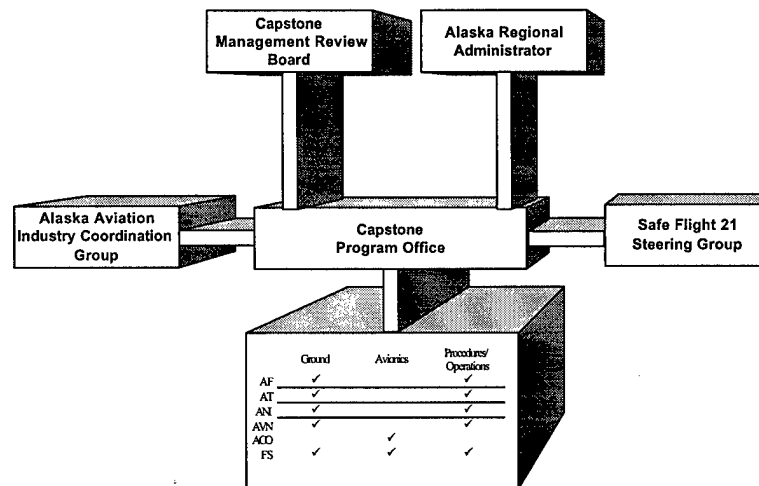 Capstone
Management Review
Board
Alaska Regional
Administrator
Alaska Aviation
Industry Coordination
Group
Capstone
Program Office
Safe Flight 21
Steering Group
Ground Avionics Procedures/
Operations
AF ✓ ✓
AT ✓ ✓
ANI ✓ ✓
AVN ✓ ✓
ACO ✓
FS ✓ ✓ ✓